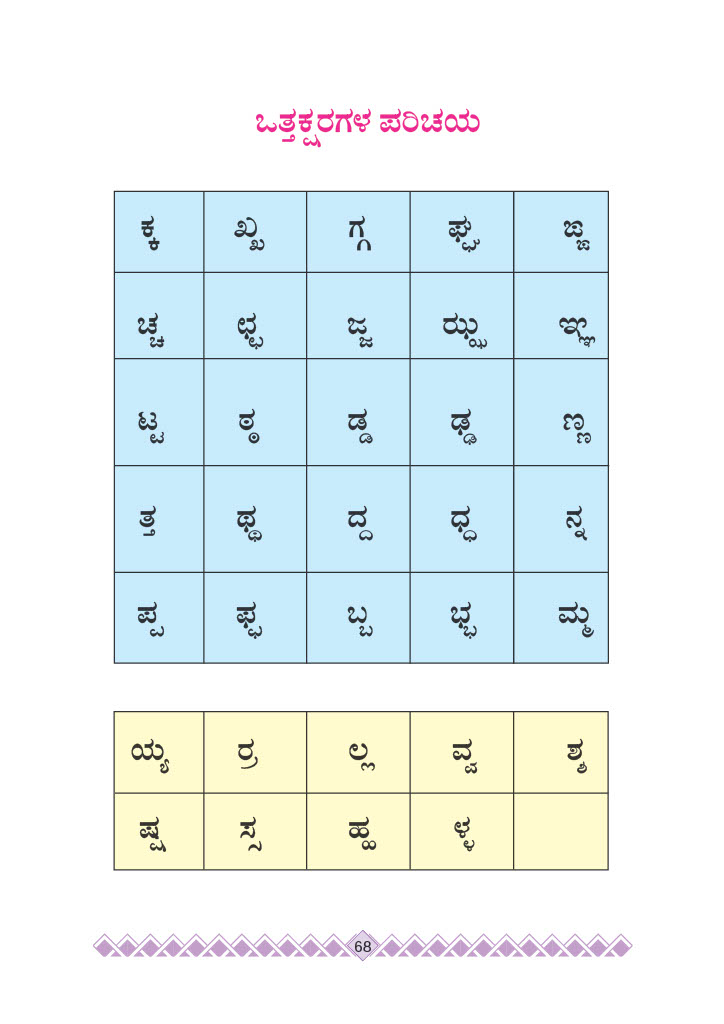 ಒತ್ತಕ್ಷರಗಳ ಪರಿಚಯ
ಕ್ಕ ಖ್ಖ ಗ್ಗ ಘ್ಘ ಙ್ಙ
ಚ್ಚ ಛ್ಛ ಜ್ಜ ಝ್ಝ ಞ್ಞ
ಟ್ಟ ಠ್ಠ ಡ್ಡ ಢ್ಢ ಣ್ಣ
ತ್ತ ಥ್ಥ ದ್ದ ಧ್ಧ ನ್ನ
ಪ್ಪ ಫ್ಫ ಬ್ಬ ಭ್ಭ ಮ್ಮ
ಯ್ಯ ರ್ರ ಲ್ಲ ವ್ವ ಶ್ಶ
ಷ್ಷ ಸ್ಸ ಹ್ಹ ಳ್ಳ
68